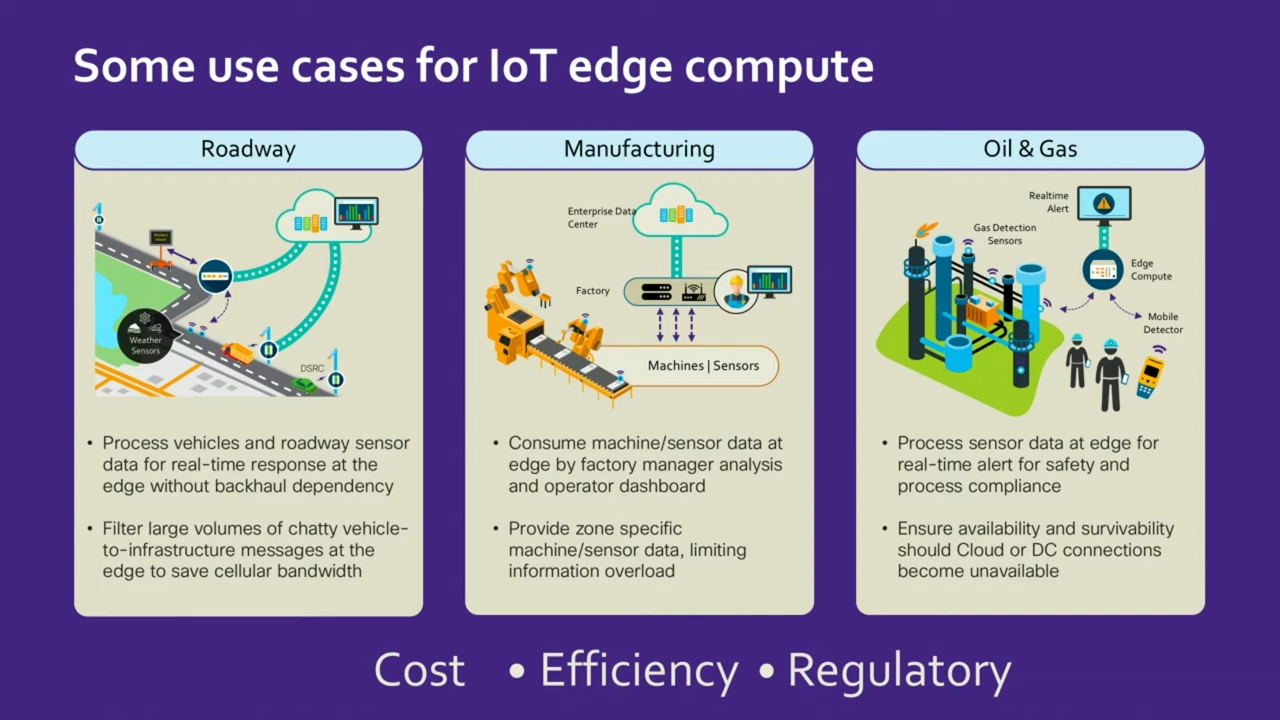 Some use cases for IoT edge compute
Roadway
Weather
Sensors
DSRC
• Process vehicles and roadway sensor
data for real-time response at the
edge without backhaul dependency
• Filter large volumes of chatty vehicle-
to-infrastructure messages at the
edge to save cellular bandwidth
Manufacturing
Enterprise Data
Center
Factory
Machines | Sensors
• Consume machine/sensor data at
edge by factory manager analysis
and operator dashboard
• Provide zone specific
machine/sensor data, limiting
information overload
Oil & Gas
Realtime
Alert
Gas Detection
Sensors
Edge
Compute
Mobile
Detector
• Process sensor data at edge for
real-time alert for safety and
process compliance
• Ensure availability and survivability
should Cloud or DC connections
become unavailable
Cost • Efficiency • Regulatory